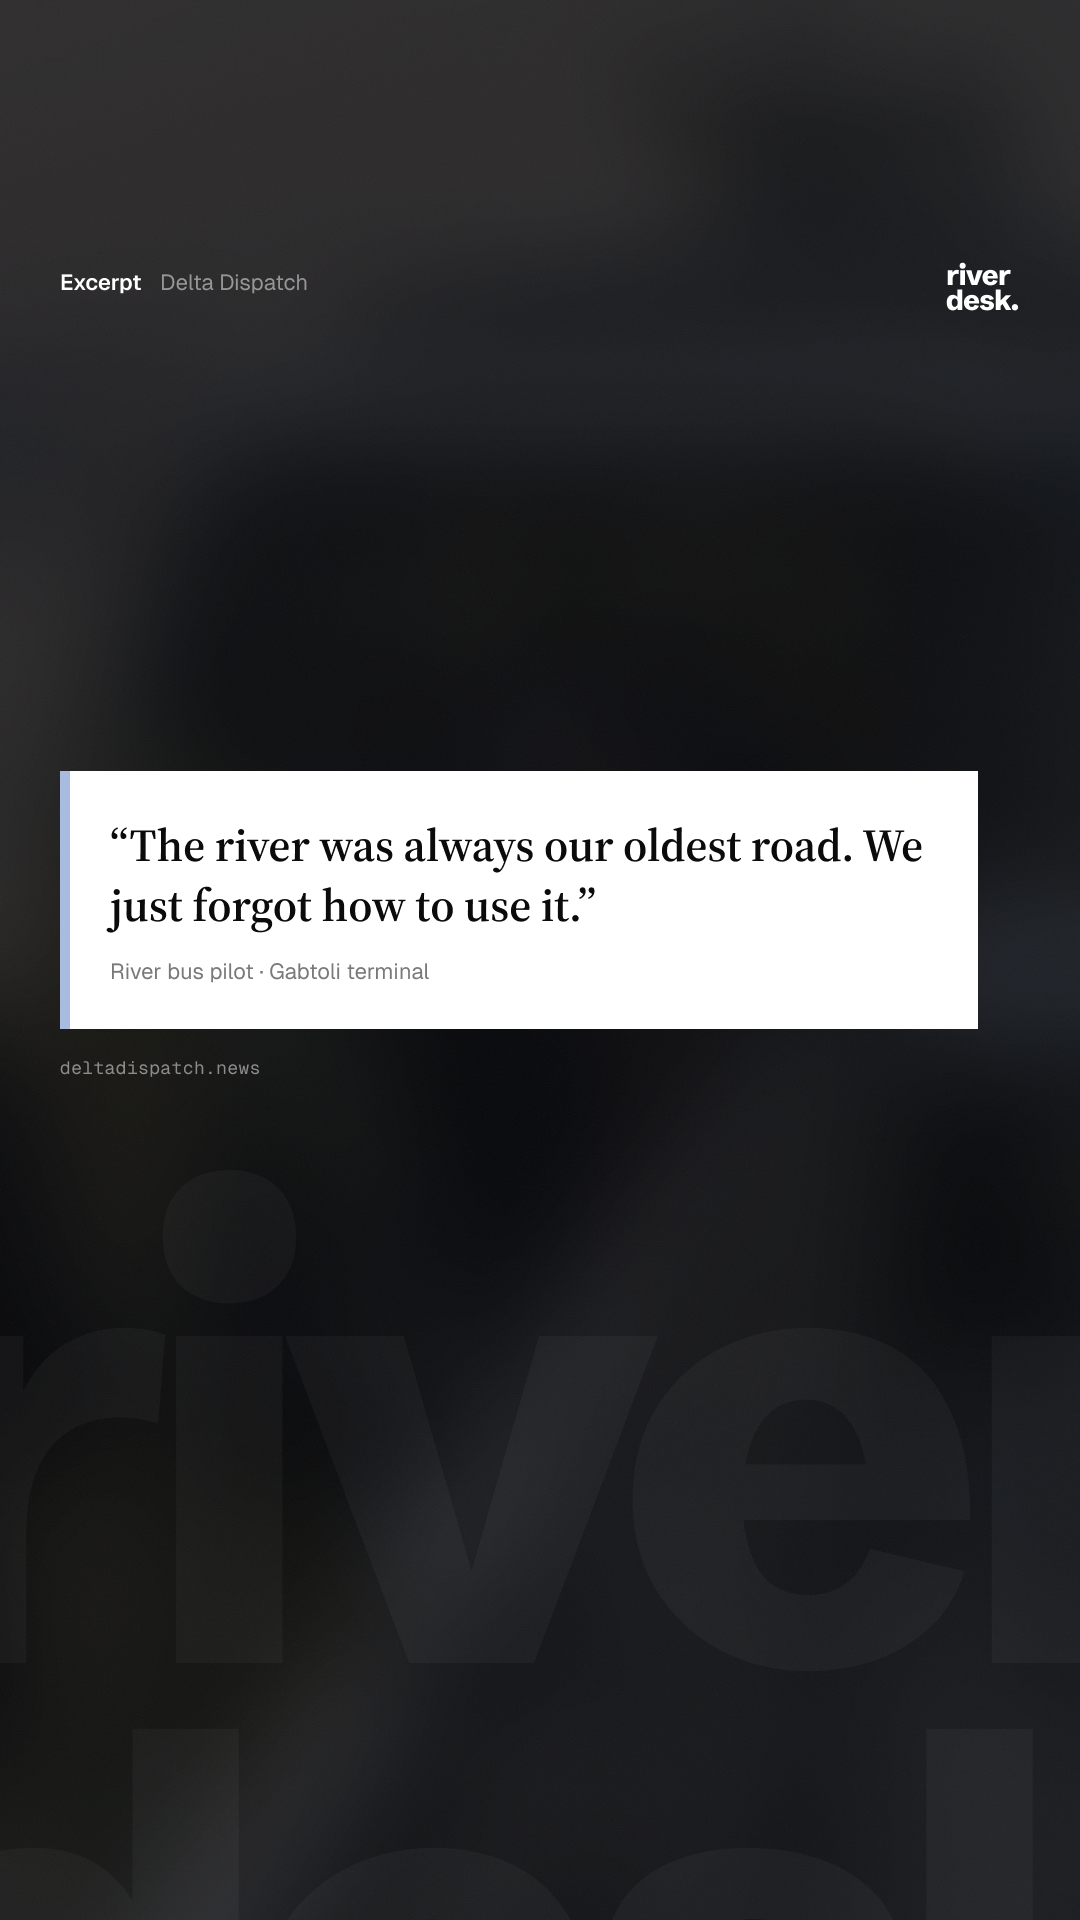 Excerpt Delta Dispatch
river
desk.
“The river was always our oldest road. We
just forgot how to use it.”
River bus pilot · Gabtoli terminal
deltadispatch.news
river
desk